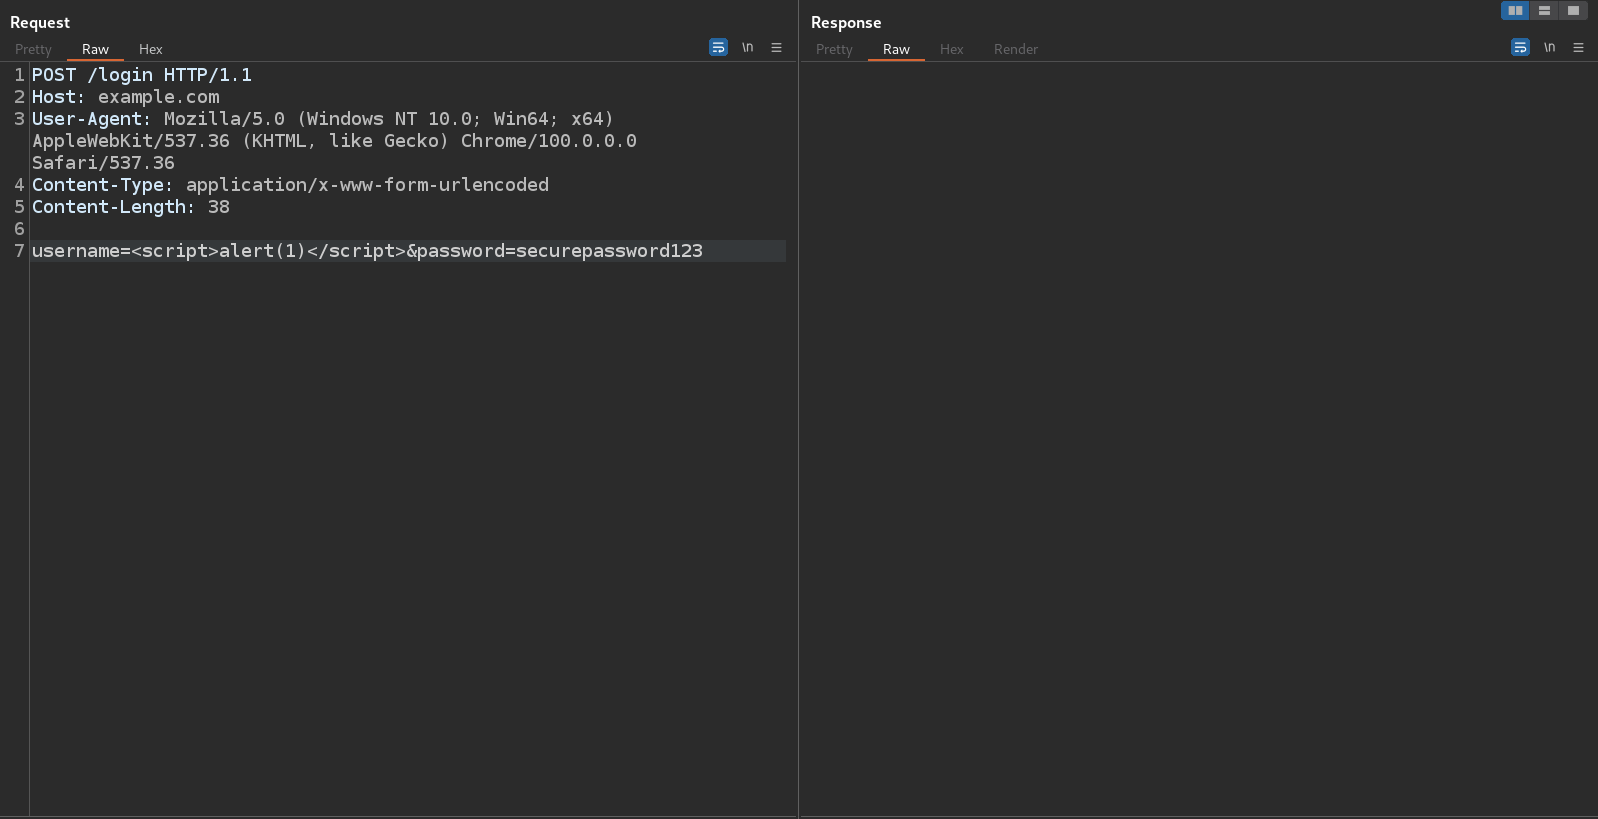 Request
Pretty Raw Hex \n
1 POST /login HTTP/1.1
2 Host: example.com
3 User-Agent: Mozilla/5.0 (Windows NT 10.0; Win64; x64)
AppleWebKit/537.36 (KHTML, like Gecko) Chrome/100.0.0.0
Safari/537.36
4 Content-Type: application/x-www-form-urlencoded
5 Content-Length: 38
6
7 username=<script>alert(1)</script>&password=securepassword123
Response
Pretty Raw Hex Render \n